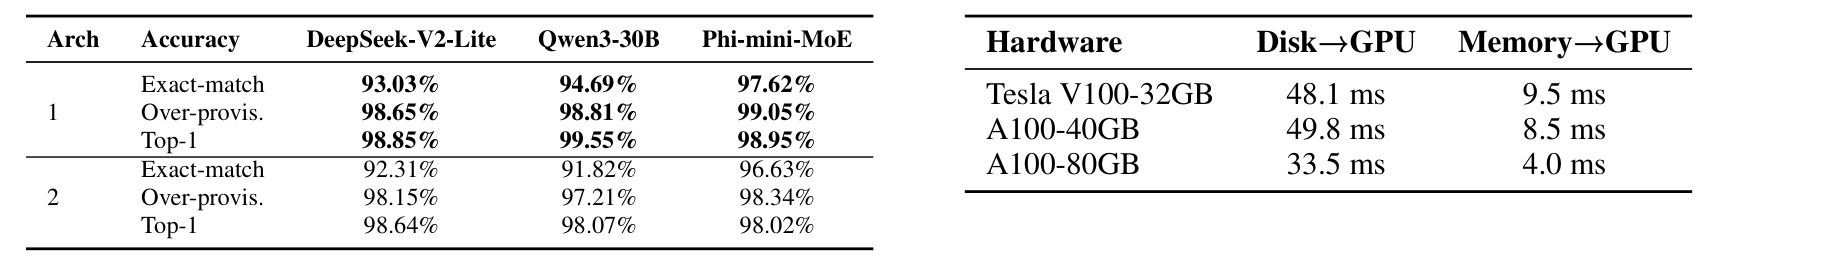 Arch Accuracy DeepSeek-V2-Lite Qwen3-30B Phi-mini-MoE
Exact-match 93.03% 94.69% 97.62%
1 Over-provis. 98.65% 98.81% 99.05%
Top-1 98.85% 99.55% 98.95%
Exact-match 92.31% 91.82% 96.63%
2 Over-provis. 98.15% 97.21% 98.34%
Top-1 98.64% 98.07% 98.02%
Hardware Disk→GPU Memory→GPU
Tesla V100-32GB 48.1 ms 9.5 ms
A100-40GB 49.8 ms 8.5 ms
A100-80GB 33.5 ms 4.0 ms